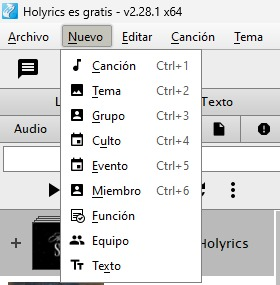 Holyrics es gratis - v2.28.1 x64
Archivo Nuevo Editar Canción Tema
Canción Ctrl+1
Tema Ctrl+2
Grupo Ctrl+3
Culto Ctrl+4
Evento Ctrl+5
Miembro Ctrl+6
Función
Equipo
Texto
L Texto
Audio
Holyrics